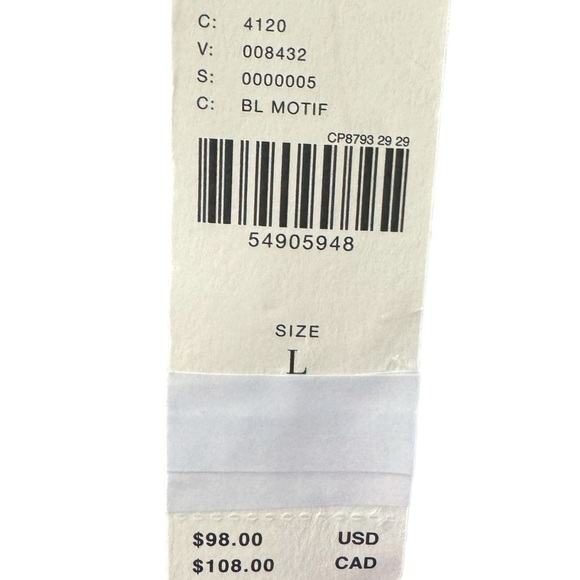 C: 4120
V: 008432
S: 0000005
C: BL MOTIF
CP8793 29 29
54905948
SIZE
L
$98.00 USD
$108.00 CAD